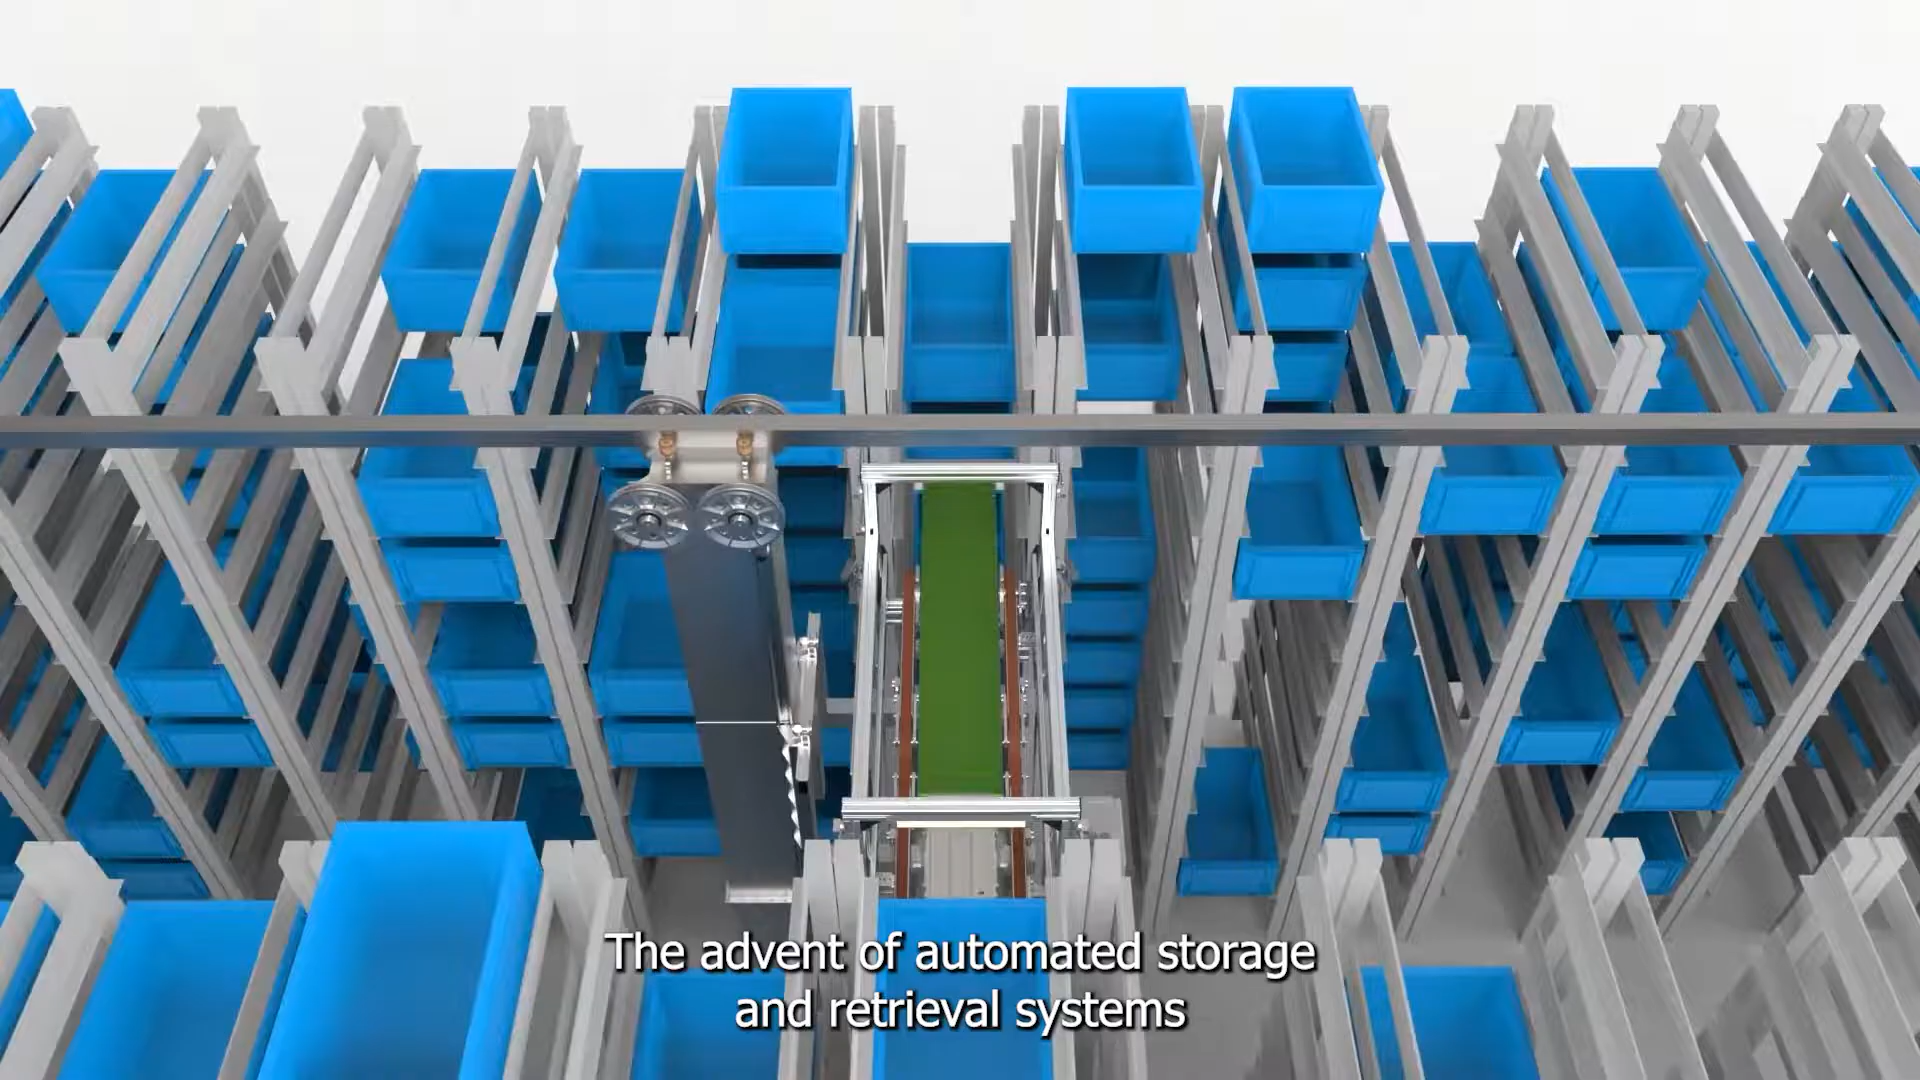 The advent of automated storage
and retrieval systems